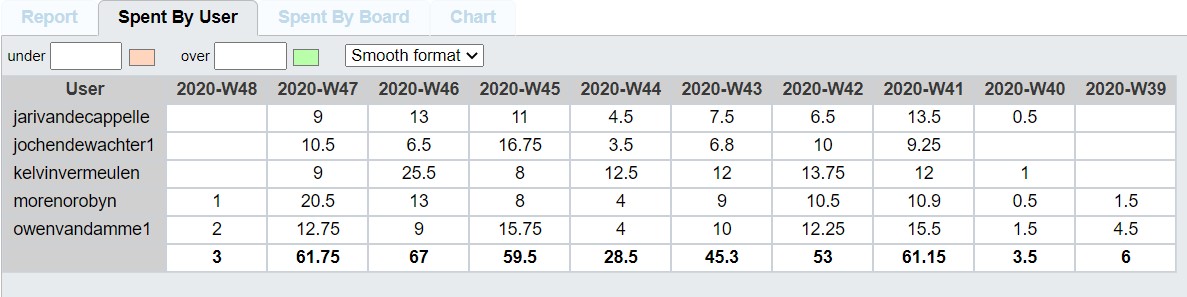 Report Spent By User Spent By Board Chart
under over Smooth format
User 2020-W48 2020-W47 2020-W46 2020-W45 2020-W44 2020-W43 2020-W42 2020-W41 2020-W40 2020-W39
jarivandecappelle 9 13 11 4.5 7.5 6.5 13.5 0.5
jochendewachter1 10.5 6.5 16.75 3.5 6.8 10 9.25
kelvinvermeulen 9 25.5 8 12.5 12 13.75 12 1
morenorobyn 1 20.5 13 8 4 9 10.5 10.9 0.5 1.5
owenvandamme1 2 12.75 9 15.75 4 10 12.25 15.5 1.5 4.5
3 61.75 67 59.5 28.5 45.3 53 61.15 3.5 6